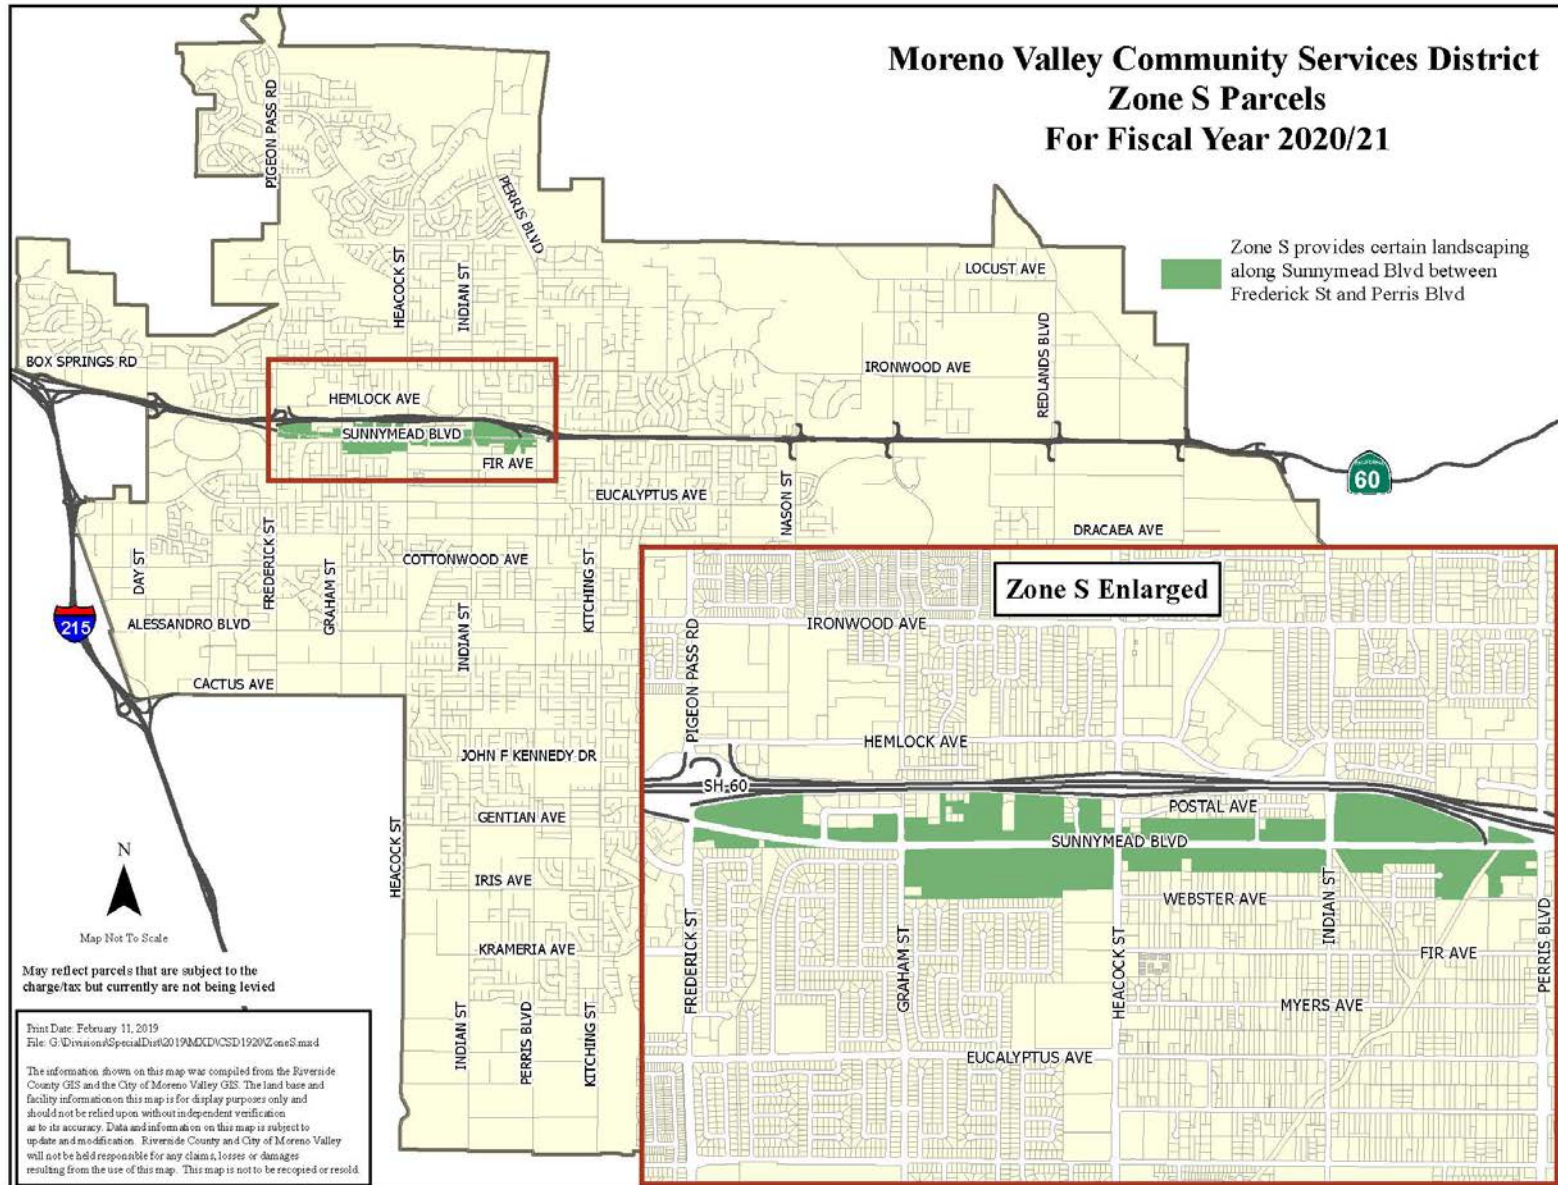 Moreno Valley Community Services District
Zone S Parcels
For Fiscal Year 2020/21
Zone S provides certain landscaping
along Sunnymead Blvd between
Frederick St and Perris Blvd
PIGEON PASS RD
PERRIS BLVD
HEACOCK ST
INDIAN ST
LOCUST AVE
REDLANDS BLVD
BOX SPRINGS RD
IRONWOOD AVE
HEMLOCK AVE
SUNNYMEAD BLVD
FIR AVE
60
EUCALYPTUS AVE
NASON ST
DRACAEA AVE
DAY ST
FREDERICK ST
GRAHAM ST
COTTONWOOD AVE
KITCHING ST
215
ALESSANDRO BLVD
INDIAN ST
CACTUS AVE
JOHN F KENNEDY DR
GENTIAN AVE
HEACOCK ST
IRIS AVE
KRAMERIA AVE
INDIAN ST
PERRIS BLVD
KITCHING ST
Zone S Enlarged
IRONWOOD AVE
PIGEON PASS RD
HEMLOCK AVE
SH-60
POSTAL AVE
SUNNYMEAD BLVD
WEBSTER AVE
INDIAN ST
FREDERICK ST
GRAHAM ST
HEACOCK ST
PERRIS BLVD
FIR AVE
MYERS AVE
EUCALYPTUS AVE
N
Map Not To Scale
May reflect parcels that are subject to the
charge/tax but currently are not being levied
Print Date: February 11, 2019
File: G:\Divisions\SpecialDist\2019\MXD\CSD1920\ZoneS.mxd
The information shown on this map was compiled from the Riverside
County GIS and the City of Moreno Valley GIS. The land base and
facility informationon this map is for display purposes only and
should not be relied upon without independent verification
as to its accuracy. Data and information on this map is subject to
update and modification. Riverside County and City of Moreno Valley
will not be held responsible for any claims, losses or damages
resulting from the use of this map. This map is not to be recopied or resold.